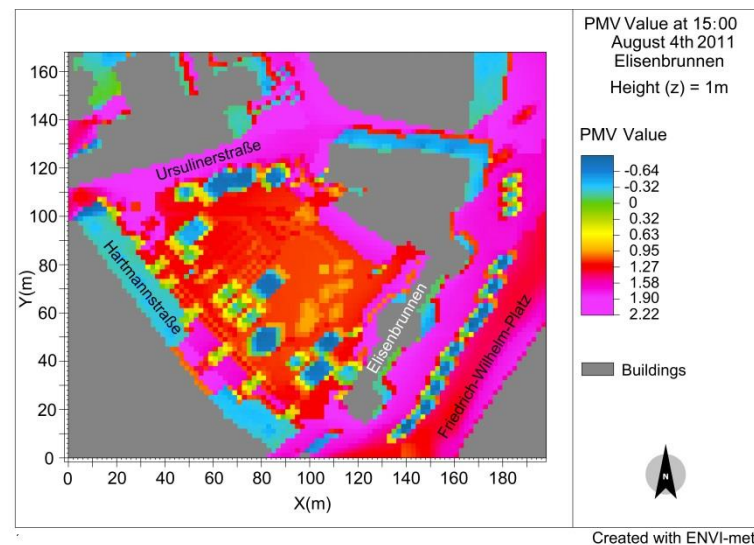 PMV Value at 15:00
August 4th 2011
Elisenbrunnen
Height (z) = 1m
PMV Value
-0.64
-0.32
0
0.32
0.63
0.95
1.27
1.58
1.90
2.22
Buildings
N
160
140
120
100
80
60
40
20
0
Y(m)
0 20 40 60 80 100 120 140 160 180
X(m)
Ursulinerstraße
Hartmannstraße
Elisenbrunnen
Friedrich-Wilhelm-Platz
Created with ENVI-met